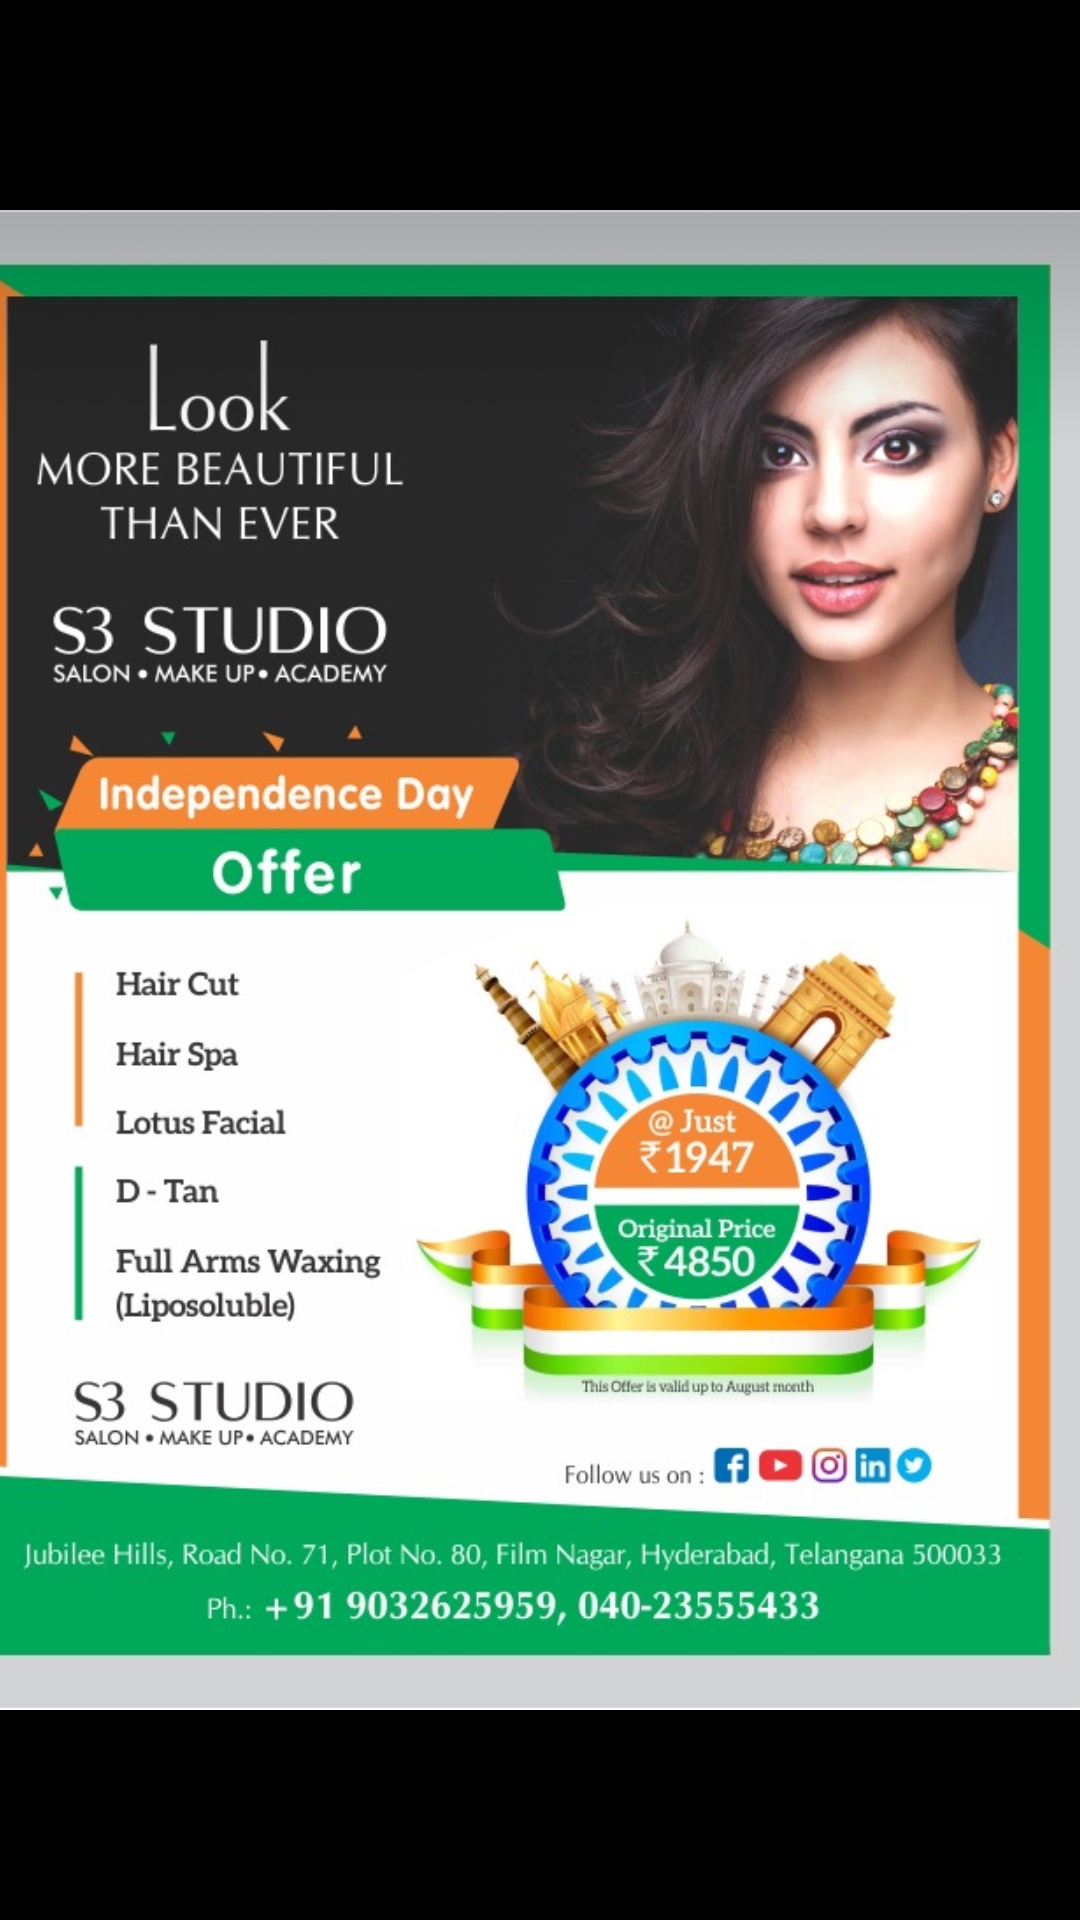 Look
MORE BEAUTIFUL
THAN EVER
S3 STUDIO
SALON • MAKE UP • ACADEMY
Independence Day
Offer
Hair Cut
Hair Spa
Lotus Facial
D - Tan
Full Arms Waxing
(Liposoluble)
@ Just
₹1947
Original Price
₹4850
This Offer is valid up to August month
S3 STUDIO
SALON • MAKE UP • ACADEMY
Follow us on :
Jubilee Hills, Road No. 71, Plot No. 80, Film Nagar, Hyderabad, Telangana 500033
Ph.: +91 9032625959, 040-23555433